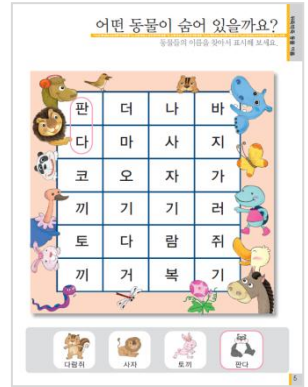 어떤 동물이 숨어 있을까요?
동물들의 이름을 찾아서 표시해 보세요.
판 더 나 바
다 마 사 지
코 오 자 가
끼 기 기 러
토 다 람 쥐
끼 거 복 기
다람쥐 사자 토끼 판다
5